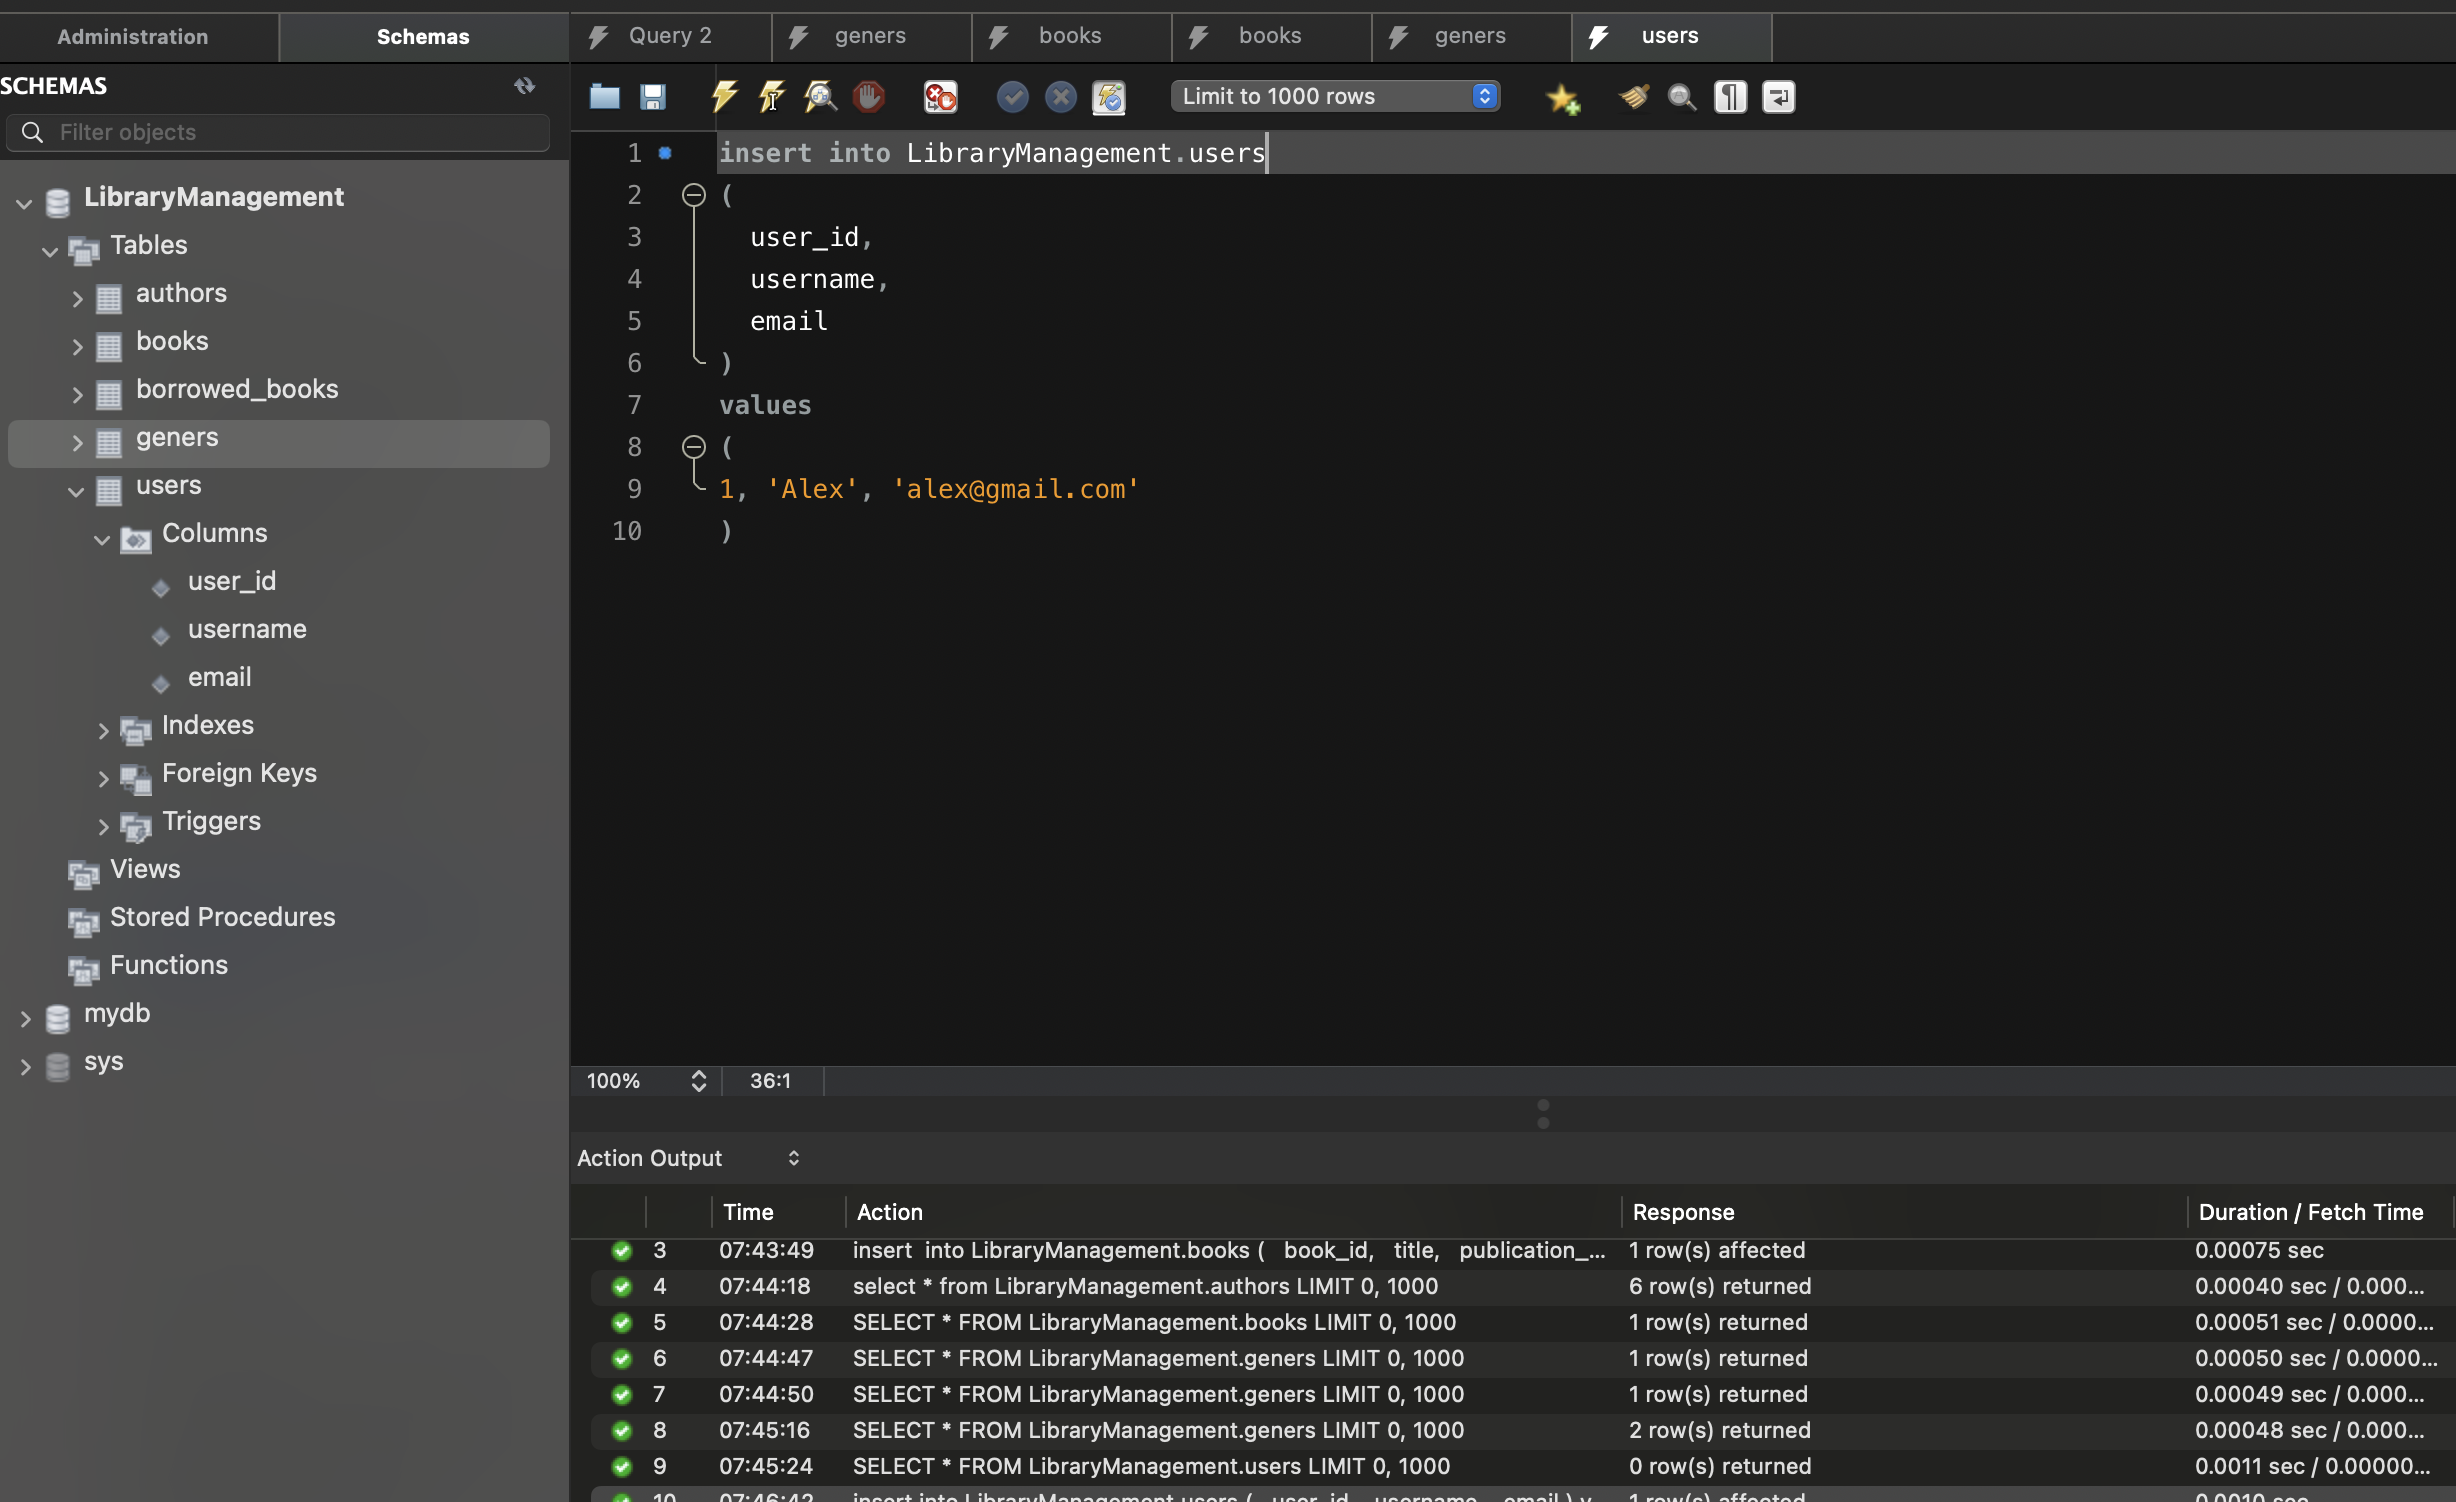 Administration Schemas Query 2 geners books books geners users
SCHEMAS
Filter objects
Limit to 1000 rows
LibraryManagement
Tables
authors
books
borrowed_books
geners
users
Columns
user_id
username
email
Indexes
Foreign Keys
Triggers
Views
Stored Procedures
Functions
mydb
sys
1 insert into LibraryManagement.users
2 (
3 user_id,
4 username,
5 email
6 )
7 values
8 (
9 1, 'Alex', 'alex@gmail.com'
10 )
100% 36:1
Action Output
Time Action Response Duration / Fetch Time
3 07:43:49 insert into LibraryManagement.books ( book_id, title, publication_... 1 row(s) affected 0.00075 sec
4 07:44:18 select * from LibraryManagement.authors LIMIT 0, 1000 6 row(s) returned 0.00040 sec / 0.000...
5 07:44:28 SELECT * FROM LibraryManagement.books LIMIT 0, 1000 1 row(s) returned 0.00051 sec / 0.0000...
6 07:44:47 SELECT * FROM LibraryManagement.geners LIMIT 0, 1000 1 row(s) returned 0.00050 sec / 0.0000...
7 07:44:50 SELECT * FROM LibraryManagement.geners LIMIT 0, 1000 1 row(s) returned 0.00049 sec / 0.000...
8 07:45:16 SELECT * FROM LibraryManagement.geners LIMIT 0, 1000 2 row(s) returned 0.00048 sec / 0.000...
9 07:45:24 SELECT * FROM LibraryManagement.users LIMIT 0, 1000 0 row(s) returned 0.0011 sec / 0.00000...
10 07:46:42 insert into LibraryManagement.users ( user_id, username, email ) v... 1 row(s) affected 0.0010 sec